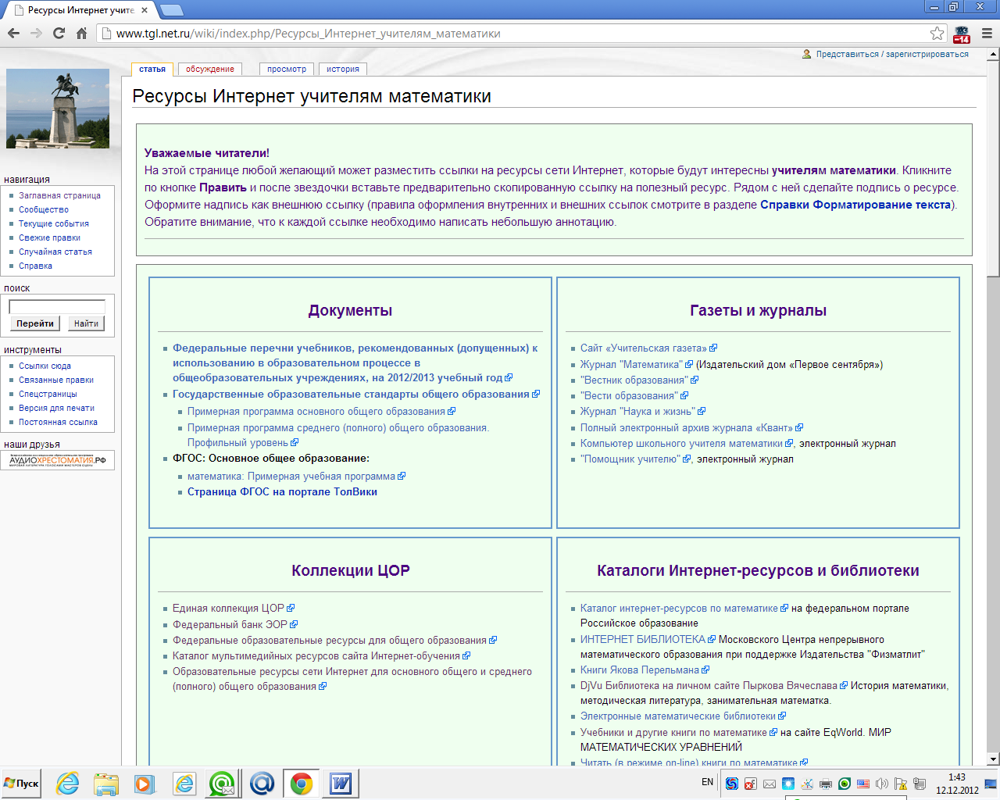 Ресурсы Интернет учите
www.tgl.net.ru/wiki/index.php/Ресурсы_Интернет_учителям_математики
-14
Представиться / зарегистрироваться
статья
обсуждение
просмотр
история
Ресурсы Интернет учителям математики
навигация
Заглавная страница
Сообщество
Текущие события
Свежие правки
Случайная статья
Справка
поиск
Перейти
Найти
инструменты
Ссылки сюда
Связанные правки
Спецстраницы
Версия для печати
Постоянная ссылка
наши друзья
АУДИОХРЕСТОМАТИЯ.РФ
Уважаемые читатели!
На этой странице любой желающий может разместить ссылки на ресурсы сети Интернет, которые будут интересны учителям математики. Кликните
по кнопке Править и после звездочки вставьте предварительно скопированную ссылку на полезный ресурс. Рядом с ней сделайте подпись о ресурсе.
Оформите надпись как внешнюю ссылку (правила оформления внутренних и внешних ссылок смотрите в разделе Справки Форматирование текста).
Обратите внимание, что к каждой ссылке необходимо написать небольшую аннотацию.
Документы
Федеральные перечни учебников, рекомендованных (допущенных) к
использованию в образовательном процессе в
общеобразовательных учреждениях, на 2012/2013 учебный год
Государственные образовательные стандарты общего образования
Примерная программа основного общего образования
Примерная программа среднего (полного) общего образования.
Профильный уровень
ФГОС: Основное общее образование:
математика: Примерная учебная программа
Страница ФГОС на портале ТолВики
Газеты и журналы
Сайт «Учительская газета»
Журнал "Математика" (Издательский дом «Первое сентября»)
"Вестник образования"
"Вести образования"
Журнал "Наука и жизнь"
Полный электронный архив журнала «Квант»
Компьютер школьного учителя математики, электронный журнал
"Помощник учителю", электронный журнал
Коллекции ЦОР
Единая коллекция ЦОР
Федеральный банк ЭОР
Федеральные образовательные ресурсы для общего образования
Каталог мультимедийных ресурсов сайта Интернет-обучения
Образовательные ресурсы сети Интернет для основного общего и среднего
(полного) общего образования
Каталоги Интернет-ресурсов и библиотеки
Каталог интернет-ресурсов по математике на федеральном портале
Российское образование
ИНТЕРНЕТ БИБЛИОТЕКА Московского Центра непрерывного
математического образования при поддержке Издательства "Физматлит"
Книги Якова Перельмана
DjVu Библиотека на личном сайте Пыркова Вячеслава История математики,
методическая литература, занимательная математка.
Электронные математические библиотеки
Учебники и другие книги по математике на сайте EqWorld. МИР
МАТЕМАТИЧЕСКИХ УРАВНЕНИЙ
Читать (в режиме on-line) книги по математике
Пуск
EN
1:43
12.12.2012